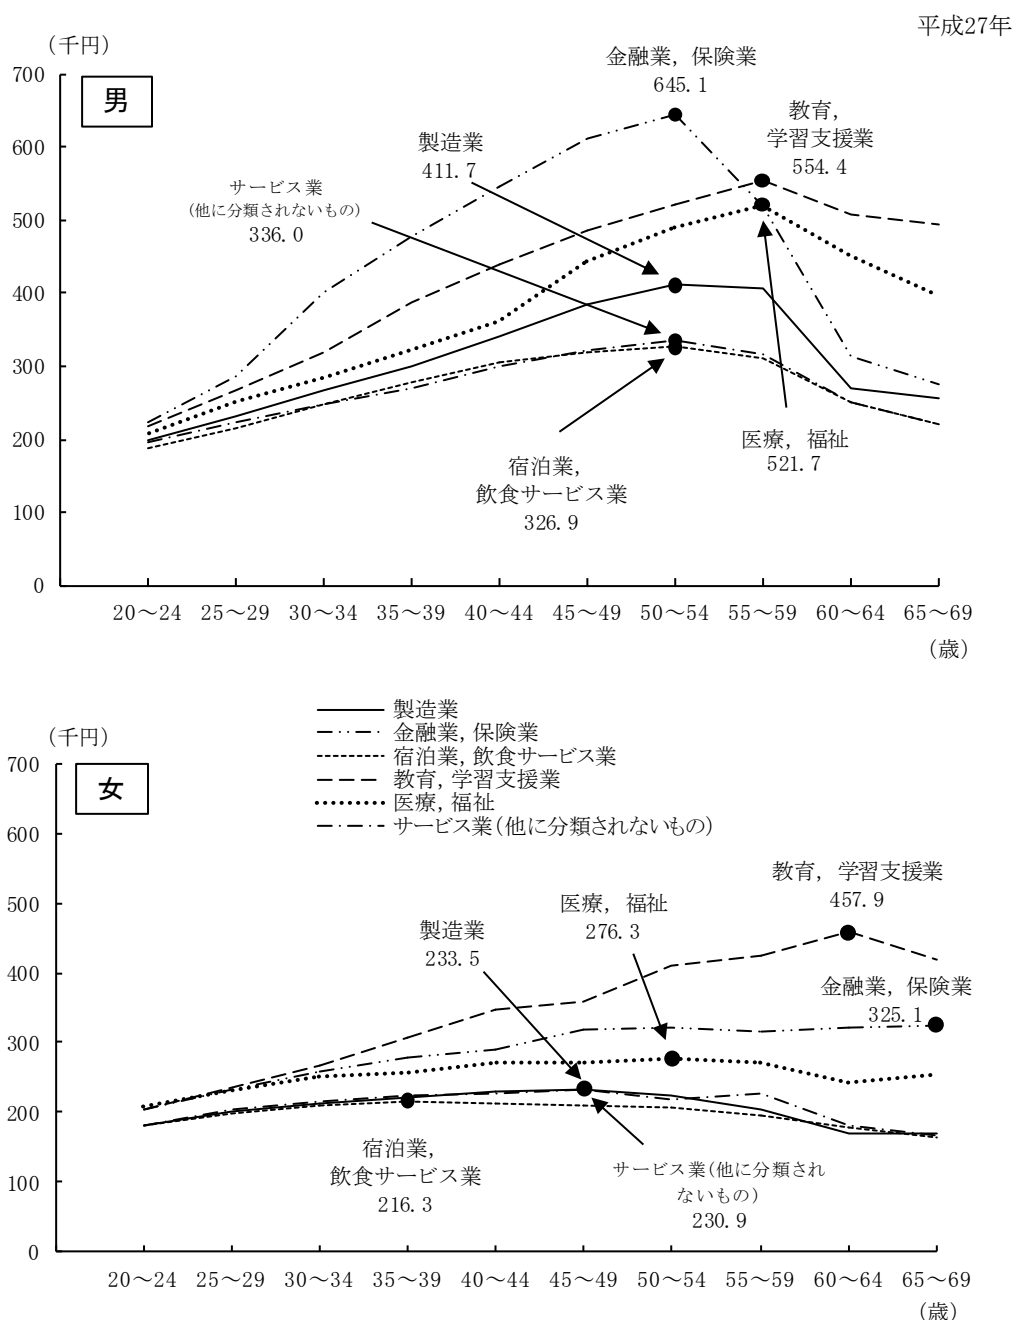 平成27年
（千円）
700
600
500
400
300
200
100
0
男
金融業, 保険業
645.1
製造業
411.7
教育,
学習支援業
554.4
サービス業
（他に分類されないもの）
336.0
医療, 福祉
521.7
宿泊業,
飲食サービス業
326.9
20～24 25～29 30～34 35～39 40～44 45～49 50～54 55～59 60～64 65～69
（歳）
製造業
金融業, 保険業
宿泊業, 飲食サービス業
教育, 学習支援業
医療, 福祉
サービス業（他に分類されないもの）
（千円）
700
600
500
400
300
200
100
0
女
教育, 学習支援業
457.9
医療, 福祉
276.3
製造業
233.5
金融業, 保険業
325.1
宿泊業,
飲食サービス業
216.3
サービス業（他に分類され
ないもの）
230.9
20～24 25～29 30～34 35～39 40～44 45～49 50～54 55～59 60～64 65～69
（歳）